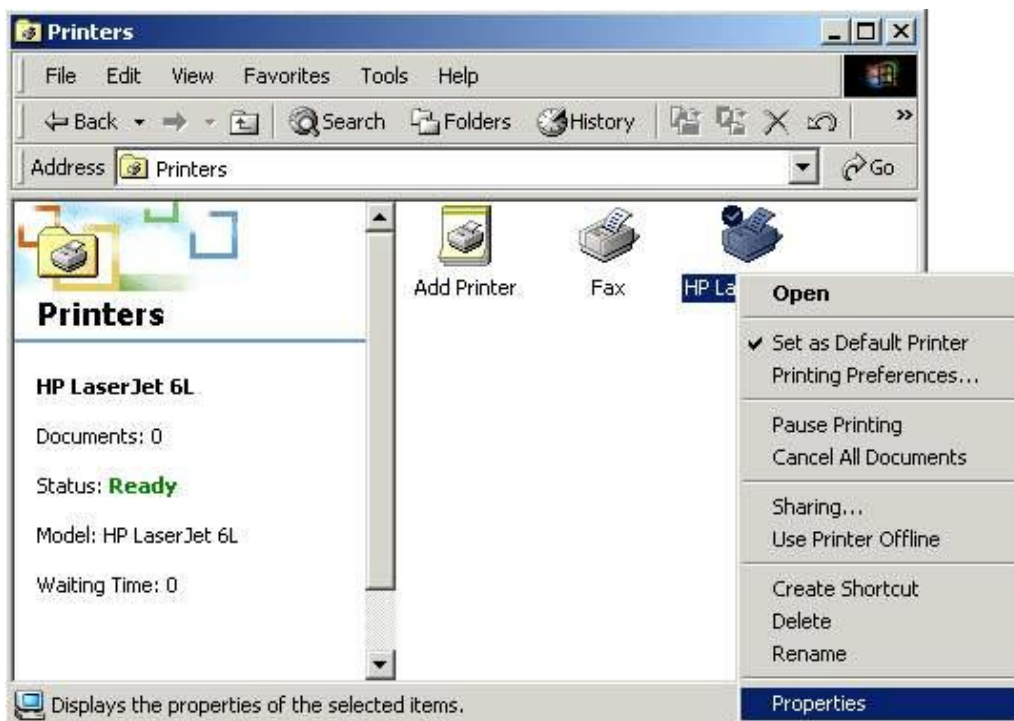 Printers
File Edit View Favorites Tools Help
Back Search Folders History »
Address Printers Go
Printers
HP LaserJet 6L
Documents: 0
Status: Ready
Model: HP LaserJet 6L
Waiting Time: 0
Add Printer Fax HP La
Open
Set as Default Printer
Printing Preferences...
Pause Printing
Cancel All Documents
Sharing...
Use Printer Offline
Create Shortcut
Delete
Rename
Properties
Displays the properties of the selected items.